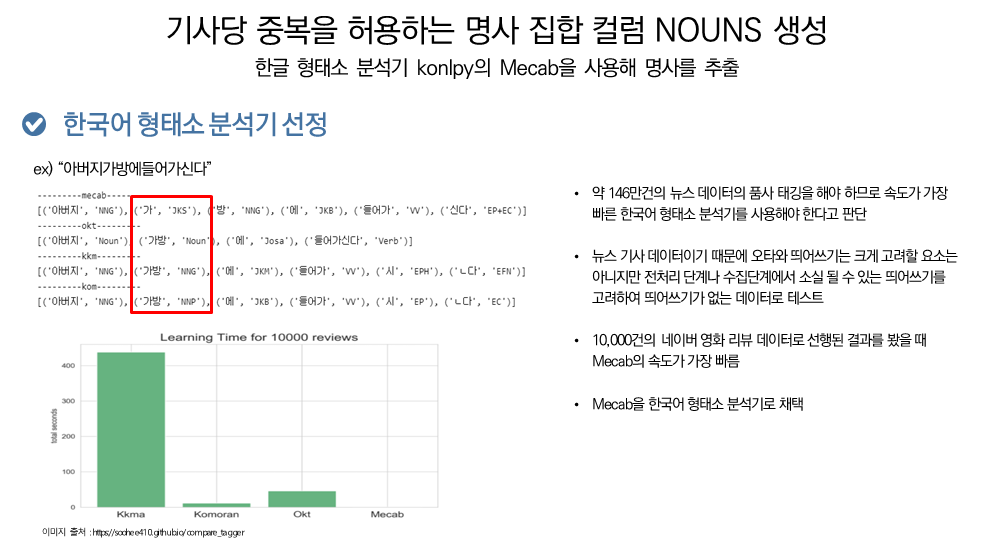 기사당 중복을 허용하는 명사 집합 컬럼 NOUNS 생성
한글 형태소 분석기 konlpy의 Mecab을 사용해 명사를 추출
한국어 형태소 분석기 선정
ex) “아버지가방에들어가신다”
---------mecab--------
[('아버지', 'NNG'), ('가', 'JKS'), ('방', 'NNG'), ('에', 'JKB'), ('들어가', 'VV'), ('신다', 'EP+EC')]
---------okt--------
[('아버지', 'Noun'), ('가방', 'Noun'), ('에', 'Josa'), ('들어가신다', 'Verb')]
---------kkm--------
[('아버지', 'NNG'), ('가방', 'NNG'), ('에', 'JKM'), ('들어가', 'VV'), ('시', 'EPH'), ('ㄴ다', 'EFN')]
---------kom--------
[('아버지', 'NNG'), ('가방', 'NNP'), ('에', 'JKB'), ('들어가', 'VV'), ('시', 'EP'), ('ㄴ다', 'EC')]
Learning Time for 10000 reviews
total seconds
400
300
200
100
0
Kkma Komoran Okt Mecab
이미지 출처 : https://soohee410.github.io/compare_tagger
• 약 146만건의 뉴스 데이터의 품사 태깅을 해야 하므로 속도가 가장
빠른 한국어 형태소 분석기를 사용해야 한다고 판단
• 뉴스 기사 데이터이기 때문에 오타와 띄어쓰기는 크게 고려할 요소는
아니지만 전처리 단계나 수집단계에서 소실 될 수 있는 띄어쓰기를
고려하여 띄어쓰기가 없는 데이터로 테스트
• 10,000건의 네이버 영화 리뷰 데이터로 선행된 결과를 봤을 때
Mecab의 속도가 가장 빠름
• Mecab을 한국어 형태소 분석기로 채택